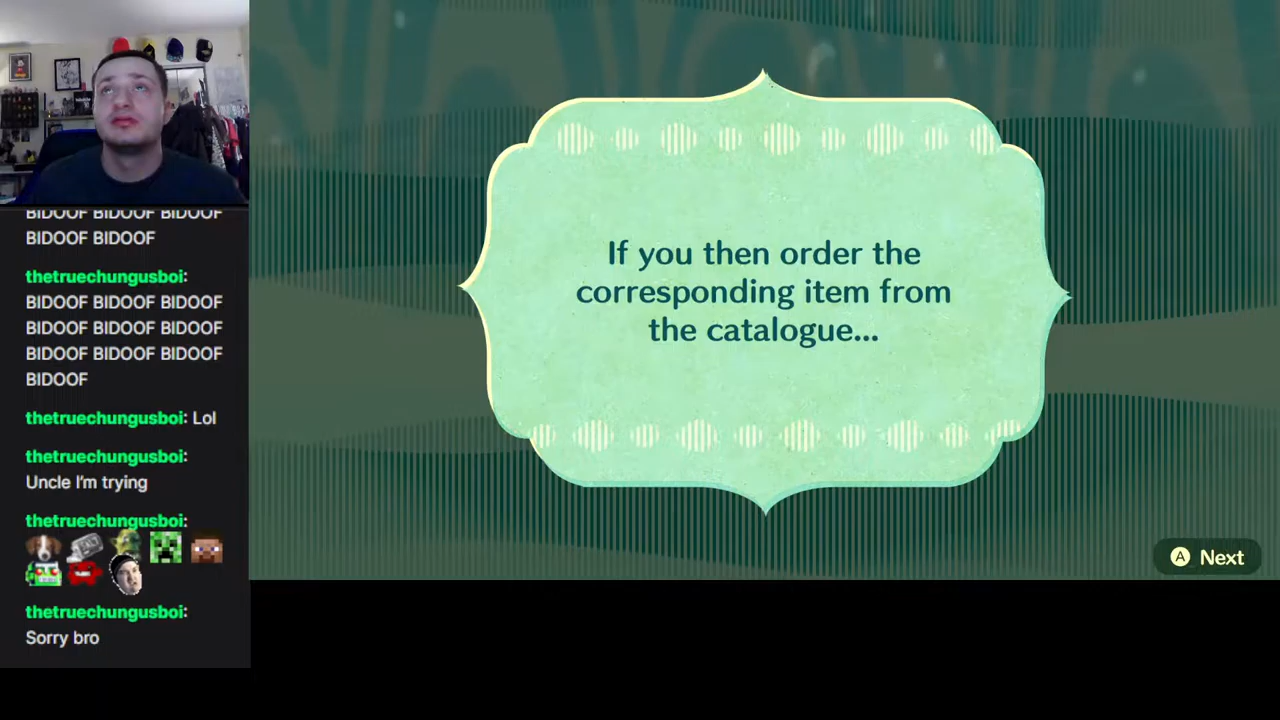 BIDOOF BIDOOF BIDOOF
BIDOOF BIDOOF
thetruechungusboi:
BIDOOF BIDOOF BIDOOF
BIDOOF BIDOOF BIDOOF
BIDOOF BIDOOF BIDOOF
BIDOOF
thetruechungusboi: Lol
thetruechungusboi:
Uncle I'm trying
thetruechungusboi:
thetruechungusboi:
Sorry bro
If you then order the
corresponding item from
the catalogue...
A Next